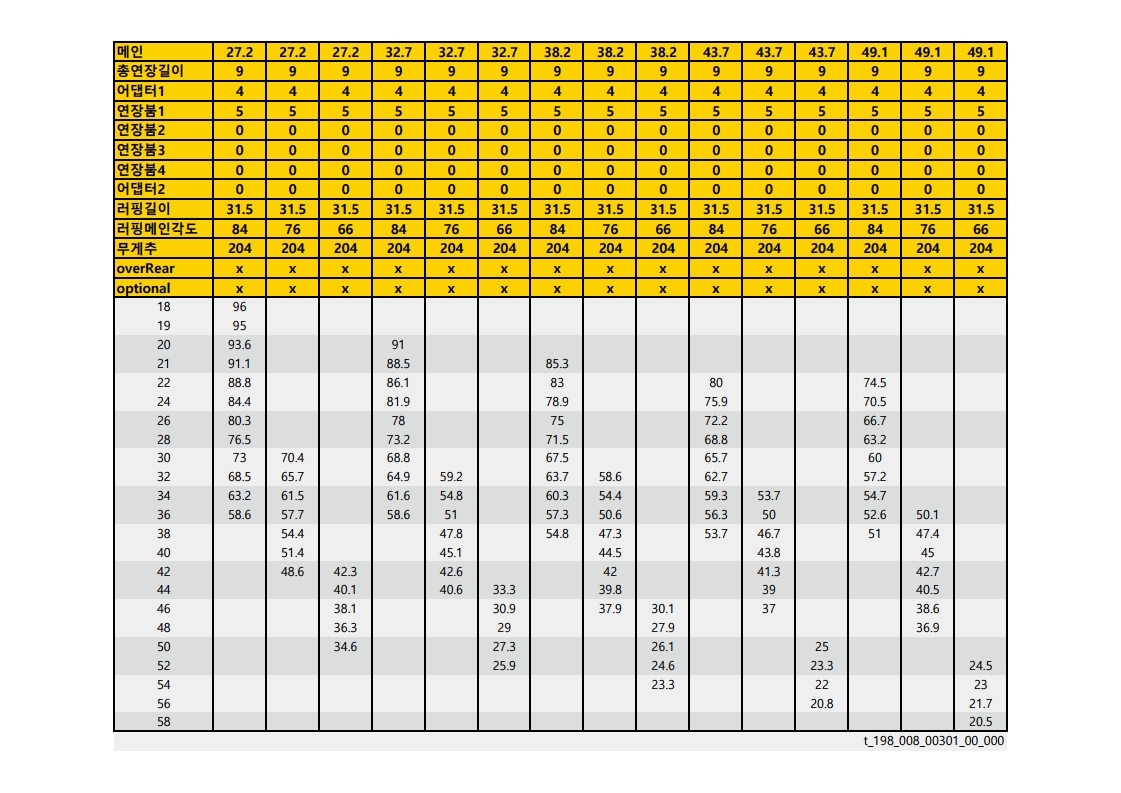 메인 27.2 27.2 27.2 32.7 32.7 32.7 38.2 38.2 38.2 43.7 43.7 43.7 49.1 49.1 49.1
총연장길이 9 9 9 9 9 9 9 9 9 9 9 9 9 9 9
어댑터1 4 4 4 4 4 4 4 4 4 4 4 4 4 4 4
연장붐1 5 5 5 5 5 5 5 5 5 5 5 5 5 5 5
연장붐2 0 0 0 0 0 0 0 0 0 0 0 0 0 0 0
연장붐3 0 0 0 0 0 0 0 0 0 0 0 0 0 0 0
연장붐4 0 0 0 0 0 0 0 0 0 0 0 0 0 0 0
어댑터2 0 0 0 0 0 0 0 0 0 0 0 0 0 0 0
러핑길이 31.5 31.5 31.5 31.5 31.5 31.5 31.5 31.5 31.5 31.5 31.5 31.5 31.5 31.5 31.5
러핑메인각도 84 76 66 84 76 66 84 76 66 84 76 66 84 76 66
무게추 204 204 204 204 204 204 204 204 204 204 204 204 204 204 204
overRear x x x x x x x x x x x x x x x
optional x x x x x x x x x x x x x x x
18 96
19 95
20 93.6 91
21 91.1 88.5 85.3
22 88.8 86.1 83 80 74.5
24 84.4 81.9 78.9 75.9 70.5
26 80.3 78 75 72.2 66.7
28 76.5 73.2 71.5 68.8 63.2
30 73 70.4 68.8 67.5 65.7 60
32 68.5 65.7 64.9 59.2 63.7 58.6 62.7 57.2
34 63.2 61.5 61.6 54.8 60.3 54.4 59.3 53.7 54.7
36 58.6 57.7 58.6 51 57.3 50.6 56.3 50 52.6 50.1
38 54.4 47.8 54.8 47.3 53.7 46.7 51 47.4
40 51.4 45.1 44.5 43.8 45
42 48.6 42.3 42.6 42 41.3 42.7
44 40.1 40.6 33.3 39.8 39 40.5
46 38.1 30.9 37.9 30.1 37 38.6
48 36.3 29 27.9 36.9
50 34.6 27.3 26.1 25
52 25.9 24.6 23.3 24.5
54 23.3 22 23
56 20.8 21.7
58 20.5
t_198_008_00301_00_000